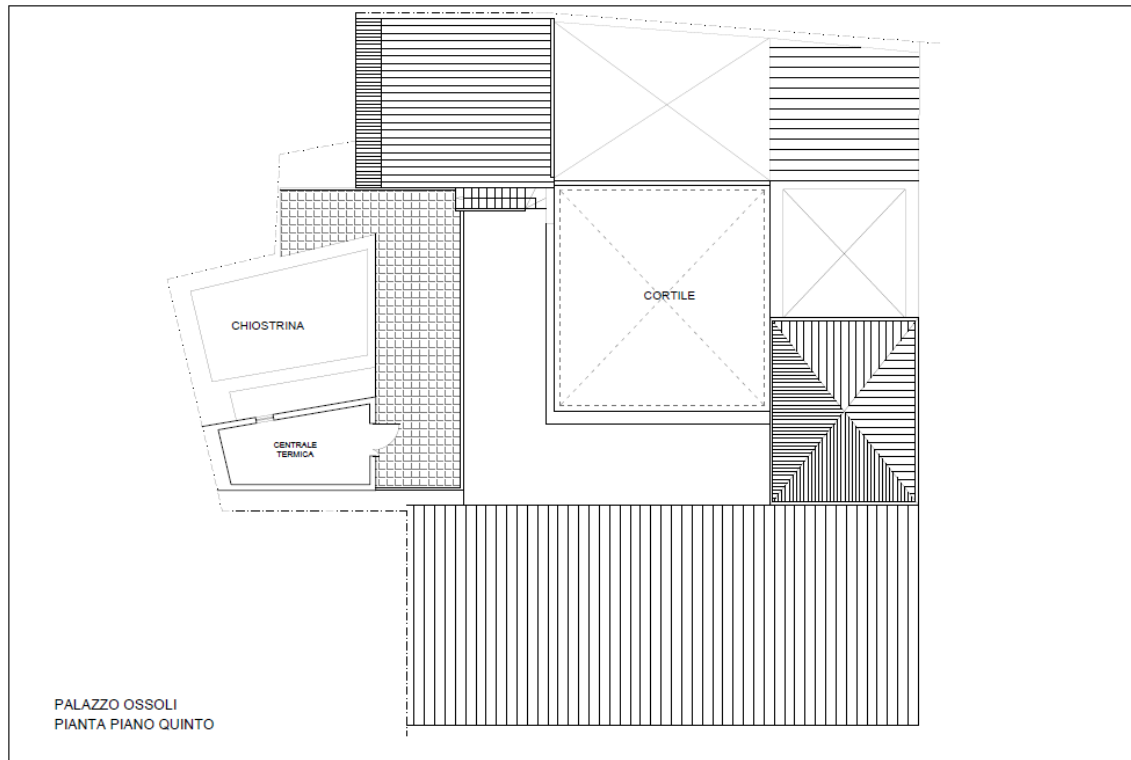 CORTILE
CHIOSTRINA
CENTRALE
TERMICA
PALAZZO OSSOLI
PIANTA PIANO QUINTO